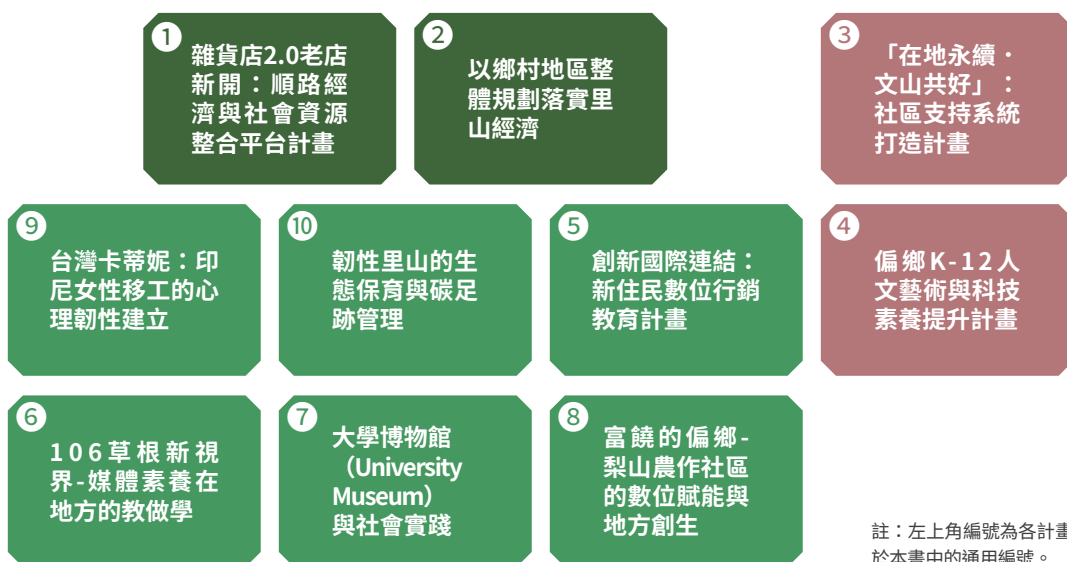 1
雜貨店2.0老店
新開：順路經
濟與社會資源
整合平台計畫
2
以鄉村地區整
體規劃落實里
山經濟
3
「在地永續・
文山共好」：
社區支持系統
打造計畫
9
台灣卡蒂妮：印
尼女性移工的心
理韌性建立
10
韌性里山的生
態保育與碳足
跡管理
5
創新國際連結：
新住民數位行銷
教育計畫
4
偏鄉K-12人
文藝術與科技
素養提升計畫
6
106草根新視
界-媒體素養在
地方的教做學
7
大學博物館
（University
Museum）
與社會實踐
8
富饒的偏鄉-
梨山農作社區
的數位賦能與
地方創生
註：左上角編號為各計畫
於本書中的通用編號。